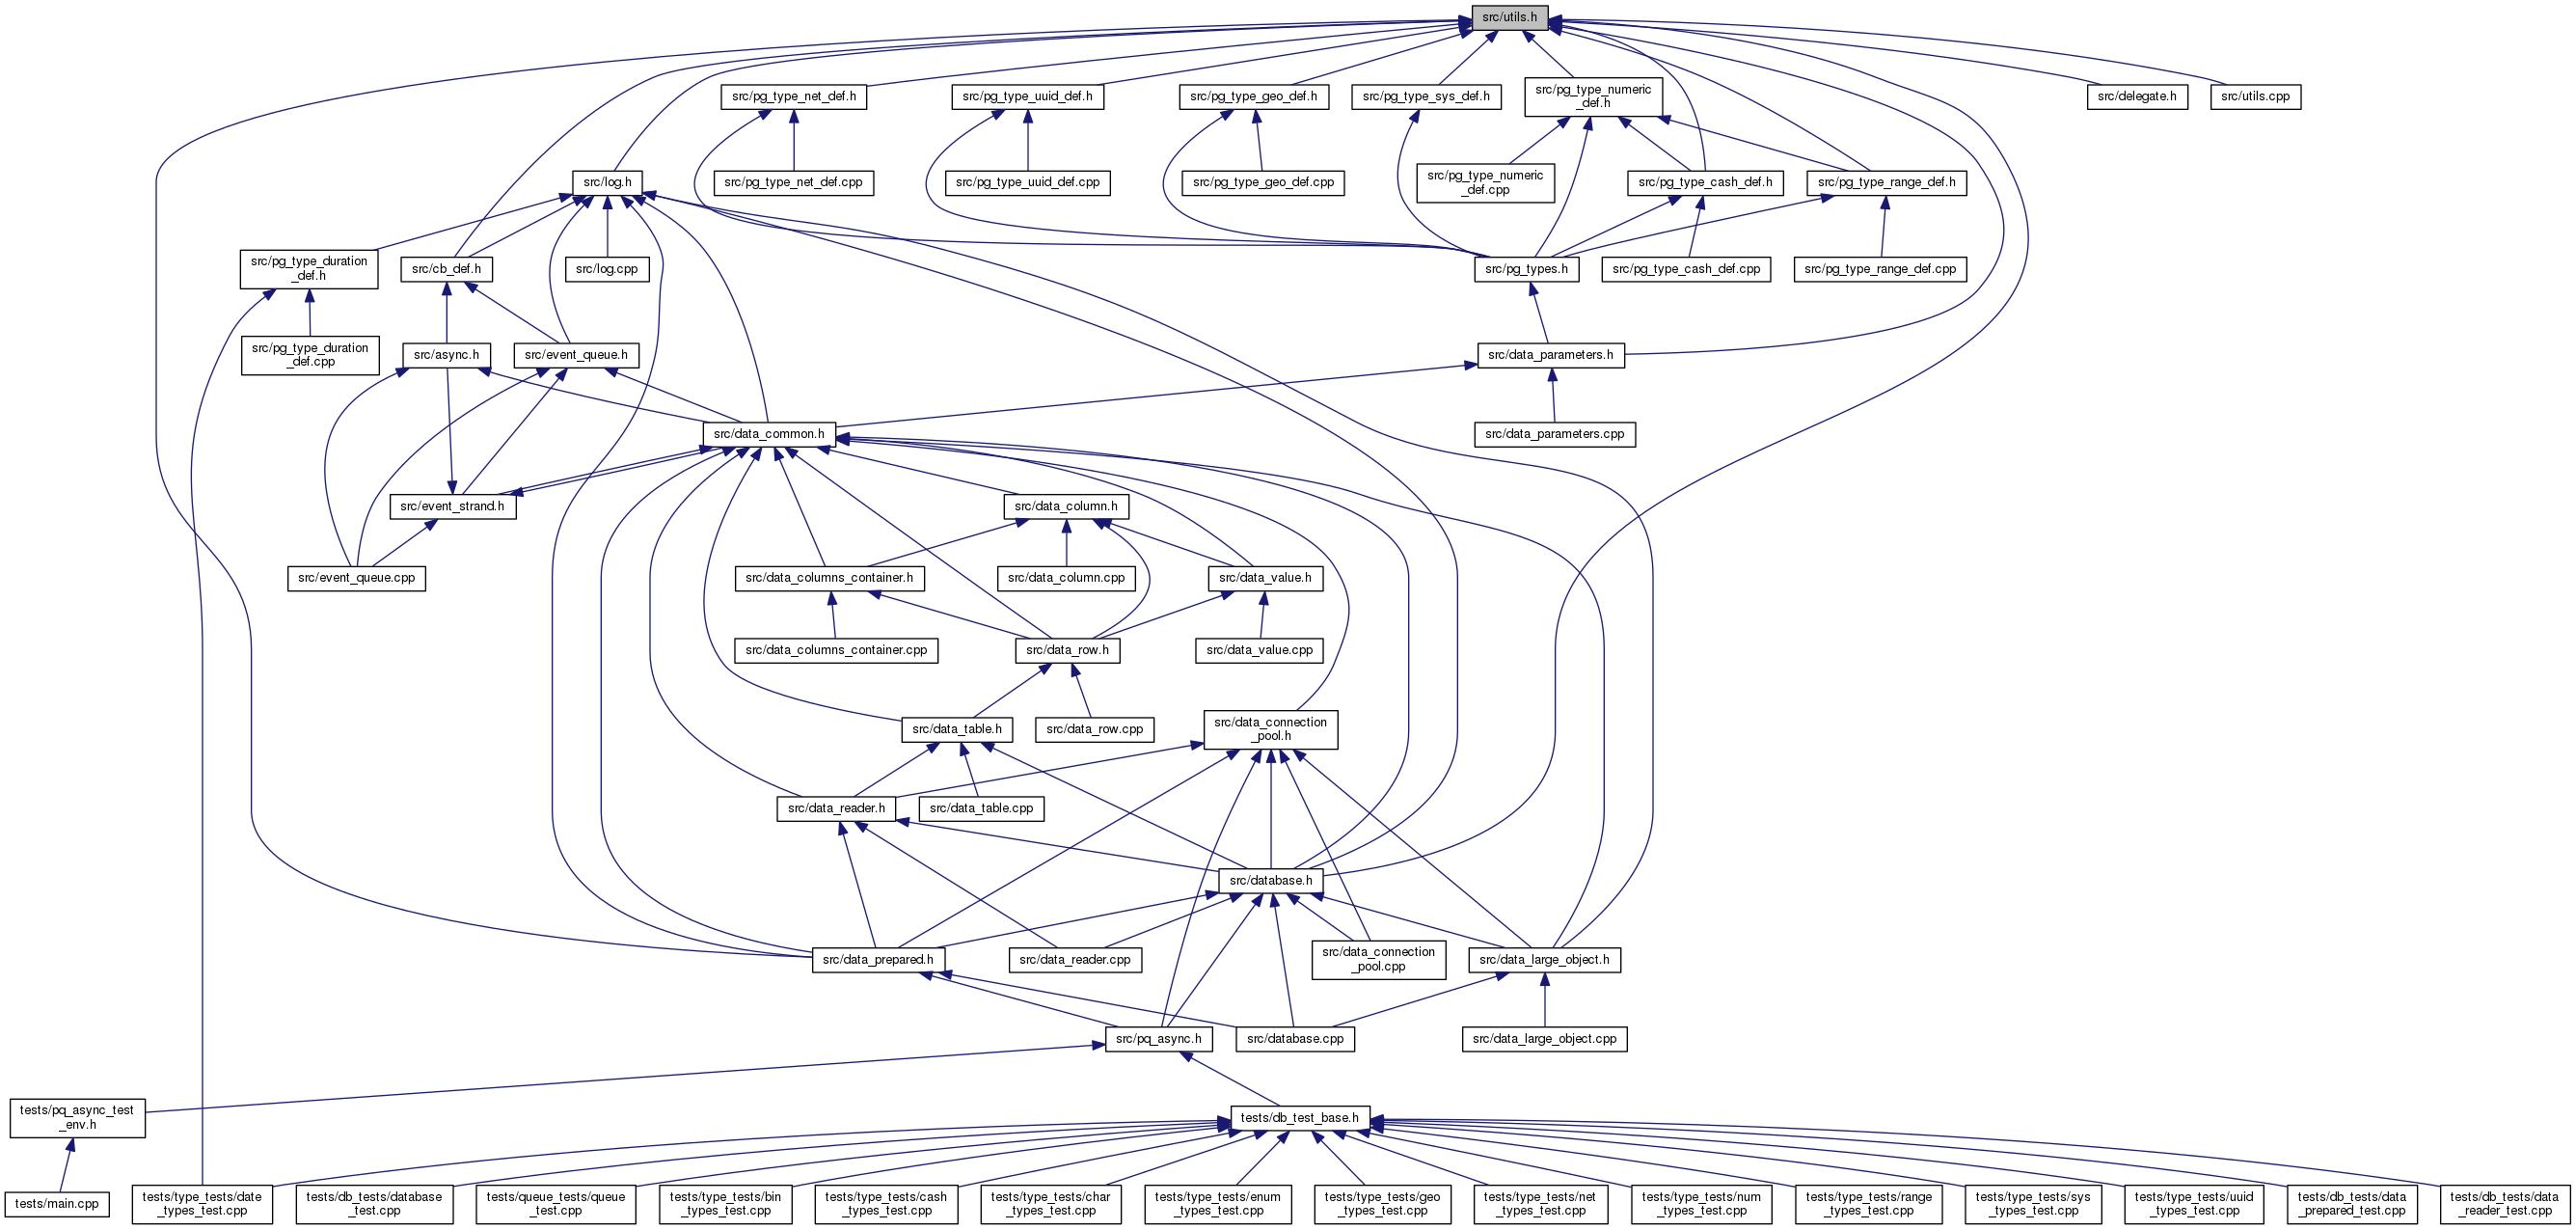 src/utils.h
src/pg_type_net_def.h
src/pg_type_uuid_def.h
src/pg_type_geo_def.h
src/pg_type_sys_def.h
src/pg_type_numeric
_def.h
src/delegate.h
src/utils.cpp
src/log.h
src/pg_type_net_def.cpp
src/pg_type_uuid_def.cpp
src/pg_type_geo_def.cpp
src/pg_type_numeric
_def.cpp
src/pg_type_cash_def.h
src/pg_type_range_def.h
src/pg_type_duration
_def.h
src/cb_def.h
src/log.cpp
src/pg_types.h
src/pg_type_cash_def.cpp
src/pg_type_range_def.cpp
src/pg_type_duration
_def.cpp
src/async.h
src/event_queue.h
src/data_parameters.h
src/data_common.h
src/data_parameters.cpp
src/event_strand.h
src/data_column.h
src/event_queue.cpp
src/data_columns_container.h
src/data_column.cpp
src/data_value.h
src/data_columns_container.cpp
src/data_row.h
src/data_value.cpp
src/data_table.h
src/data_row.cpp
src/data_connection
_pool.h
src/data_reader.h
src/data_table.cpp
src/database.h
src/data_prepared.h
src/data_reader.cpp
src/data_connection
_pool.cpp
src/data_large_object.h
src/pq_async.h
src/database.cpp
src/data_large_object.cpp
tests/pq_async_test
_env.h
tests/db_test_base.h
tests/main.cpp
tests/type_tests/date
_types_test.cpp
tests/db_tests/database
_test.cpp
tests/queue_tests/queue
_test.cpp
tests/type_tests/bin
_types_test.cpp
tests/type_tests/cash
_types_test.cpp
tests/type_tests/char
_types_test.cpp
tests/type_tests/enum
_types_test.cpp
tests/type_tests/geo
_types_test.cpp
tests/type_tests/net
_types_test.cpp
tests/type_tests/num
_types_test.cpp
tests/type_tests/range
_types_test.cpp
tests/type_tests/sys
_types_test.cpp
tests/type_tests/uuid
_types_test.cpp
tests/db_tests/data
_prepared_test.cpp
tests/db_tests/data
_reader_test.cpp